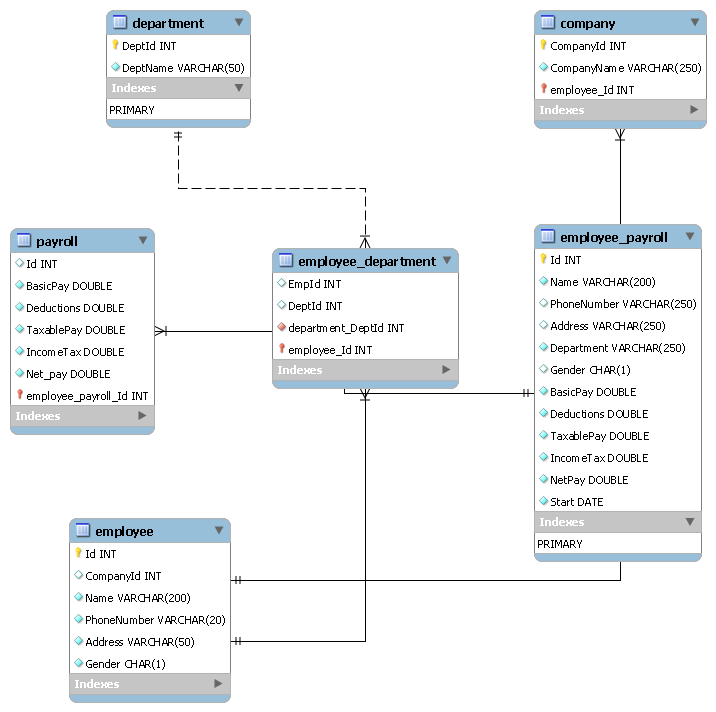 department
DeptId INT
DeptName VARCHAR(50)
Indexes
PRIMARY
company
CompanyId INT
CompanyName VARCHAR(250)
employee_Id INT
Indexes
payroll
Id INT
BasicPay DOUBLE
Deductions DOUBLE
TaxablePay DOUBLE
IncomeTax DOUBLE
Net_pay DOUBLE
employee_payroll_Id INT
Indexes
employee_department
EmpId INT
DeptId INT
department_DeptId INT
employee_Id INT
Indexes
employee_payroll
Id INT
Name VARCHAR(200)
PhoneNumber VARCHAR(250)
Address VARCHAR(250)
Department VARCHAR(250)
Gender CHAR(1)
BasicPay DOUBLE
Deductions DOUBLE
TaxablePay DOUBLE
IncomeTax DOUBLE
NetPay DOUBLE
Start DATE
Indexes
PRIMARY
employee
Id INT
CompanyId INT
Name VARCHAR(200)
PhoneNumber VARCHAR(20)
Address VARCHAR(50)
Gender CHAR(1)
Indexes